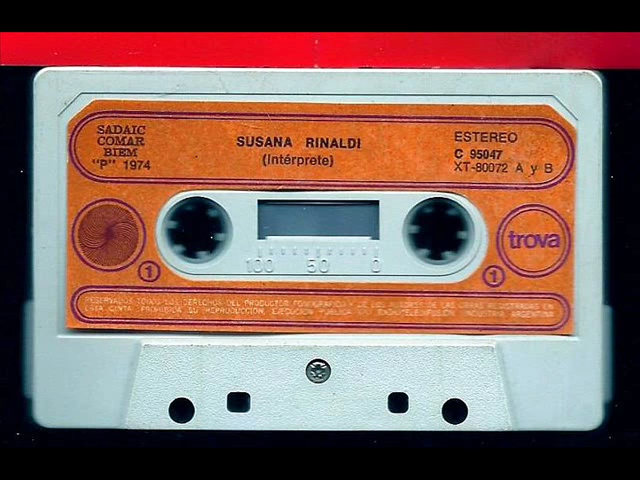 SADAIC
COMAR
BIEM
"P" 1974
SUSANA RINALDI
(Intérprete)
ESTEREO
C 95047
XT-80072 A y B
trova
1
1
100 50 0
RESERVADOS TODOS LOS DERECHOS DEL PRODUCTOR FONOGRAFICO Y DE LOS AUTORES DE LAS OBRAS REGISTRADAS EN
ESTA CINTA. PROHIBIDA SU REPRODUCCION, EJECUCION PUBLICA Y RADIOTELEDIFUSION INDUSTRIA ARGENTINA